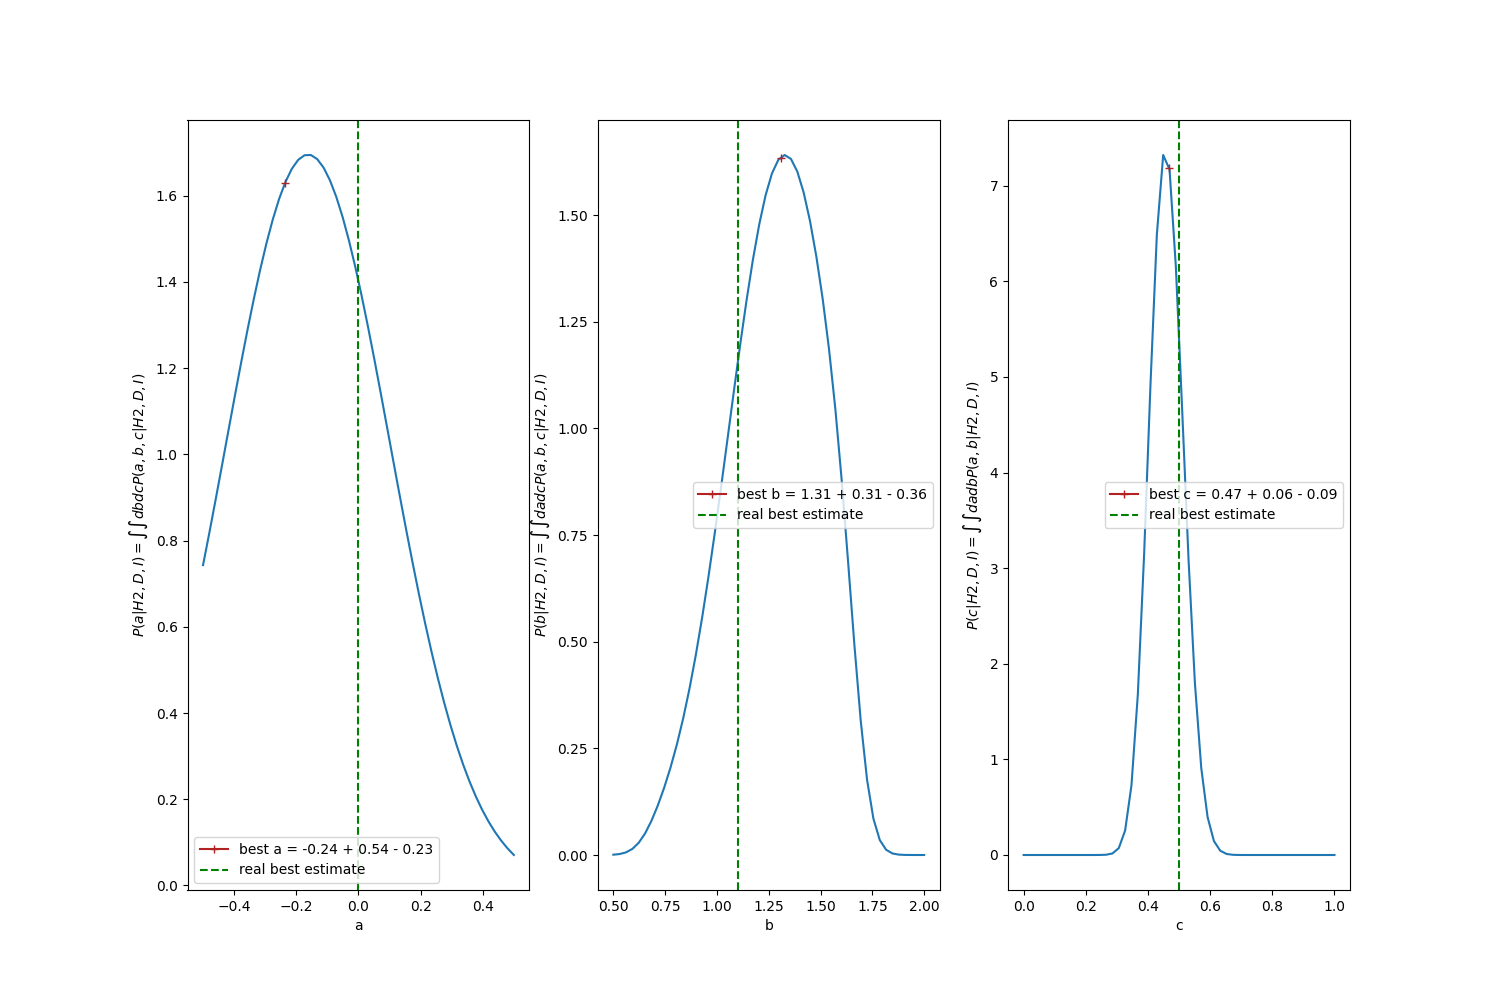 P(a|H2, D, I) = ∫∫ dbdcP(a, b, c|H2, D, I)
1.6
1.4
1.2
1.0
0.8
0.6
0.4
0.2
0.0
best a = -0.24 + 0.54 - 0.23
real best estimate
−0.4 −0.2 0.0 0.2 0.4
a
P(b|H2, D, I) = ∫∫ dadcP(a, b, c|H2, D, I)
1.50
1.25
1.00
0.75
0.50
0.25
0.00
best b = 1.31 + 0.31 - 0.36
real best estimate
0.50 0.75 1.00 1.25 1.50 1.75 2.00
b
P(c|H2, D, I) = ∫∫ dadbP(a, b|H2, D, I)
7
6
5
4
3
2
1
0
best c = 0.47 + 0.06 - 0.09
real best estimate
0.0 0.2 0.4 0.6 0.8 1.0
c